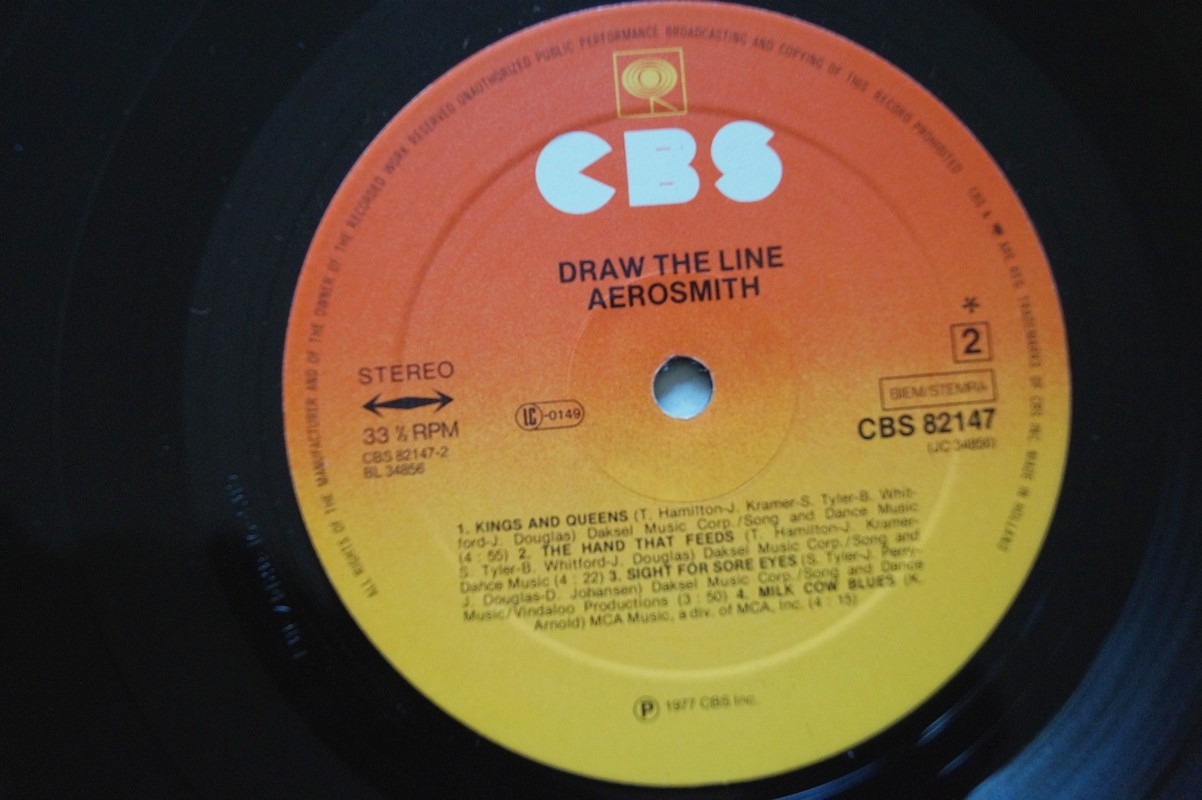 ALL RIGHTS OF THE MANUFACTURER AND OF THE OWNER OF THE RECORDED WORK RESERVED UNAUTHORIZED PUBLIC PERFORMANCE BROADCASTING AND COPYING OF THIS RECORD PROHIBITED CBS & ARE REG. TRADEMARKS OF CBS INC. MADE IN HOLLAND
CBS
DRAW THE LINE
AEROSMITH
*
2
STEREO
BIEM/STEMRA
33 ⅓ RPM
LC-0149
CBS 82147
CBS 82147-2
(JC 34856)
BL 34856
1. KINGS AND QUEENS (T. Hamilton-J. Kramer-S. Tyler-B. Whit-
ford-J. Douglas) Daksel Music Corp./Song and Dance Music
(4 : 55) 2. THE HAND THAT FEEDS (T. Hamilton-J. Kramer-
S. Tyler-B. Whitford-J. Douglas) Daksel Music Corp./Song and
Dance Music (4 : 22) 3. SIGHT FOR SORE EYES (S. Tyler-J. Perry-
J. Douglas-D. Johansen) Daksel Music Corp./Song and Dance
Music/Vindaloo Productions (3 : 50) 4. MILK COW BLUES (K.
Arnold) MCA Music, a div. of MCA, Inc. (4 : 15)
Ⓟ 1977 CBS Inc.